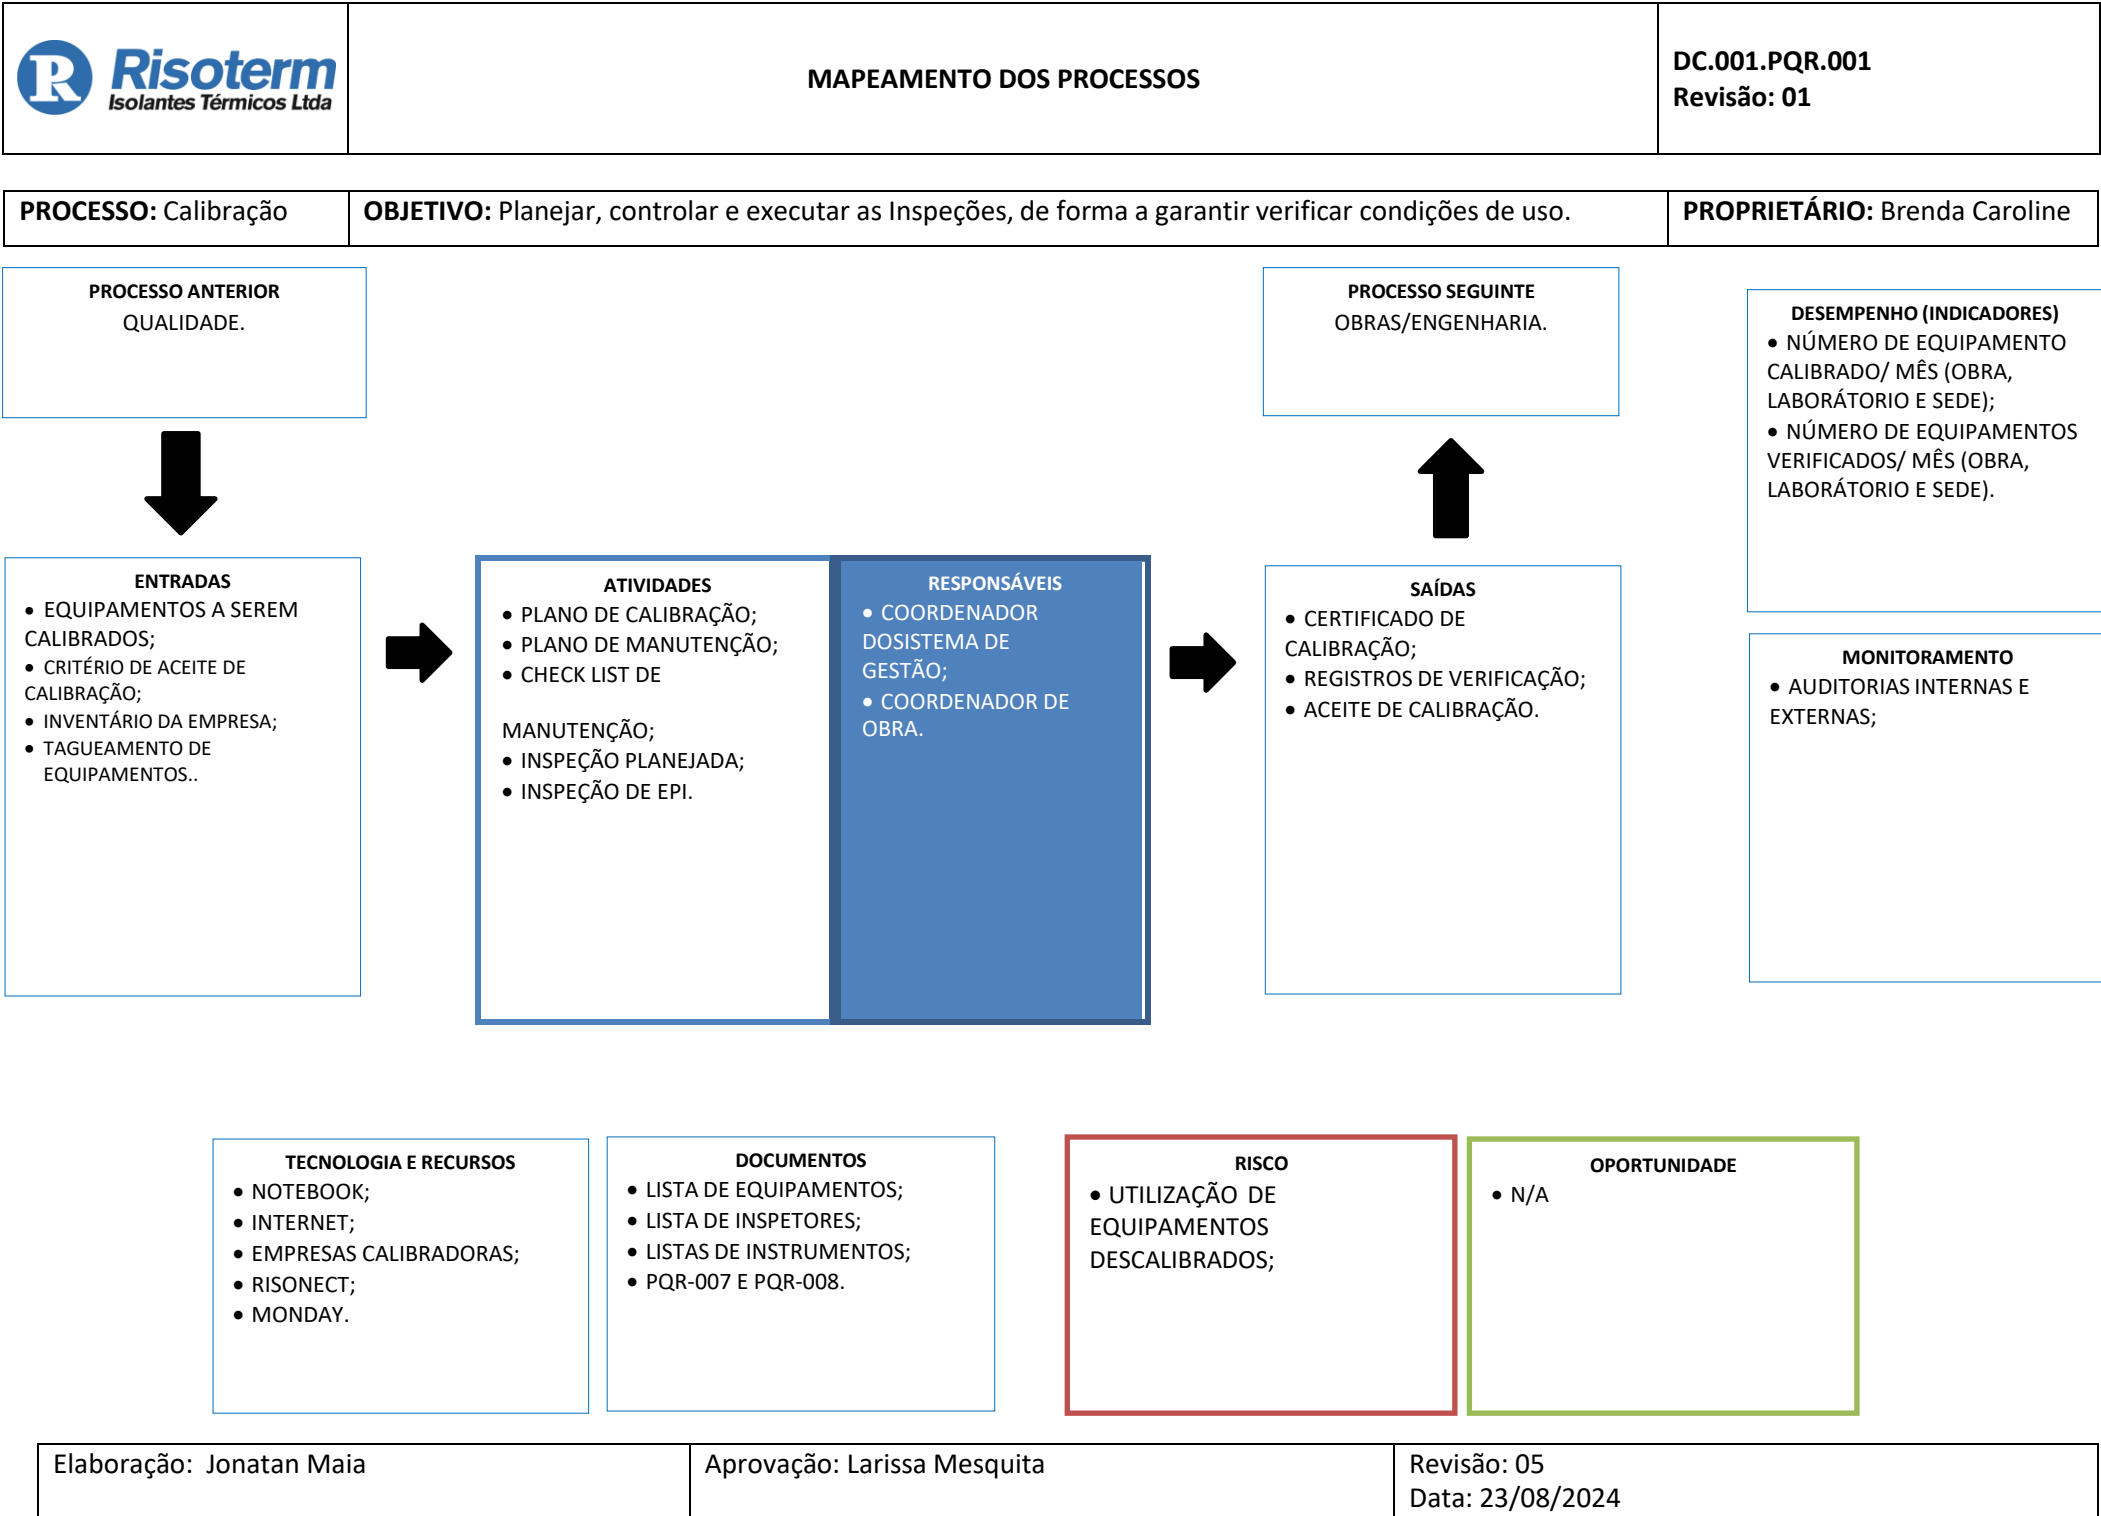 R Risoterm
Isolantes Térmicos Ltda
MAPEAMENTO DOS PROCESSOS
DC.001.PQR.001
Revisão: 01
PROCESSO: Calibração
OBJETIVO: Planejar, controlar e executar as Inspeções, de forma a garantir verificar condições de uso.
PROPRIETÁRIO: Brenda Caroline
PROCESSO ANTERIOR
QUALIDADE.
PROCESSO SEGUINTE
OBRAS/ENGENHARIA.
DESEMPENHO (INDICADORES)
• NÚMERO DE EQUIPAMENTO
CALIBRADO/ MÊS (OBRA,
LABORÁTORIO E SEDE);
• NÚMERO DE EQUIPAMENTOS
VERIFICADOS/ MÊS (OBRA,
LABORÁTORIO E SEDE).
ENTRADAS
• EQUIPAMENTOS A SEREM
CALIBRADOS;
• CRITÉRIO DE ACEITE DE
CALIBRAÇÃO;
• INVENTÁRIO DA EMPRESA;
• TAGUEAMENTO DE
EQUIPAMENTOS..
ATIVIDADES
• PLANO DE CALIBRAÇÃO;
• PLANO DE MANUTENÇÃO;
• CHECK LIST DE
MANUTENÇÃO;
• INSPEÇÃO PLANEJADA;
• INSPEÇÃO DE EPI.
RESPONSÁVEIS
• COORDENADOR
DOSISTEMA DE
GESTÃO;
• COORDENADOR DE
OBRA.
SAÍDAS
• CERTIFICADO DE
CALIBRAÇÃO;
• REGISTROS DE VERIFICAÇÃO;
• ACEITE DE CALIBRAÇÃO.
MONITORAMENTO
• AUDITORIAS INTERNAS E
EXTERNAS;
TECNOLOGIA E RECURSOS
• NOTEBOOK;
• INTERNET;
• EMPRESAS CALIBRADORAS;
• RISONECT;
• MONDAY.
DOCUMENTOS
• LISTA DE EQUIPAMENTOS;
• LISTA DE INSPETORES;
• LISTAS DE INSTRUMENTOS;
• PQR-007 E PQR-008.
RISCO
• UTILIZAÇÃO DE
EQUIPAMENTOS
DESCALIBRADOS;
OPORTUNIDADE
• N/A
Elaboração: Jonatan Maia
Aprovação: Larissa Mesquita
Revisão: 05
Data: 23/08/2024